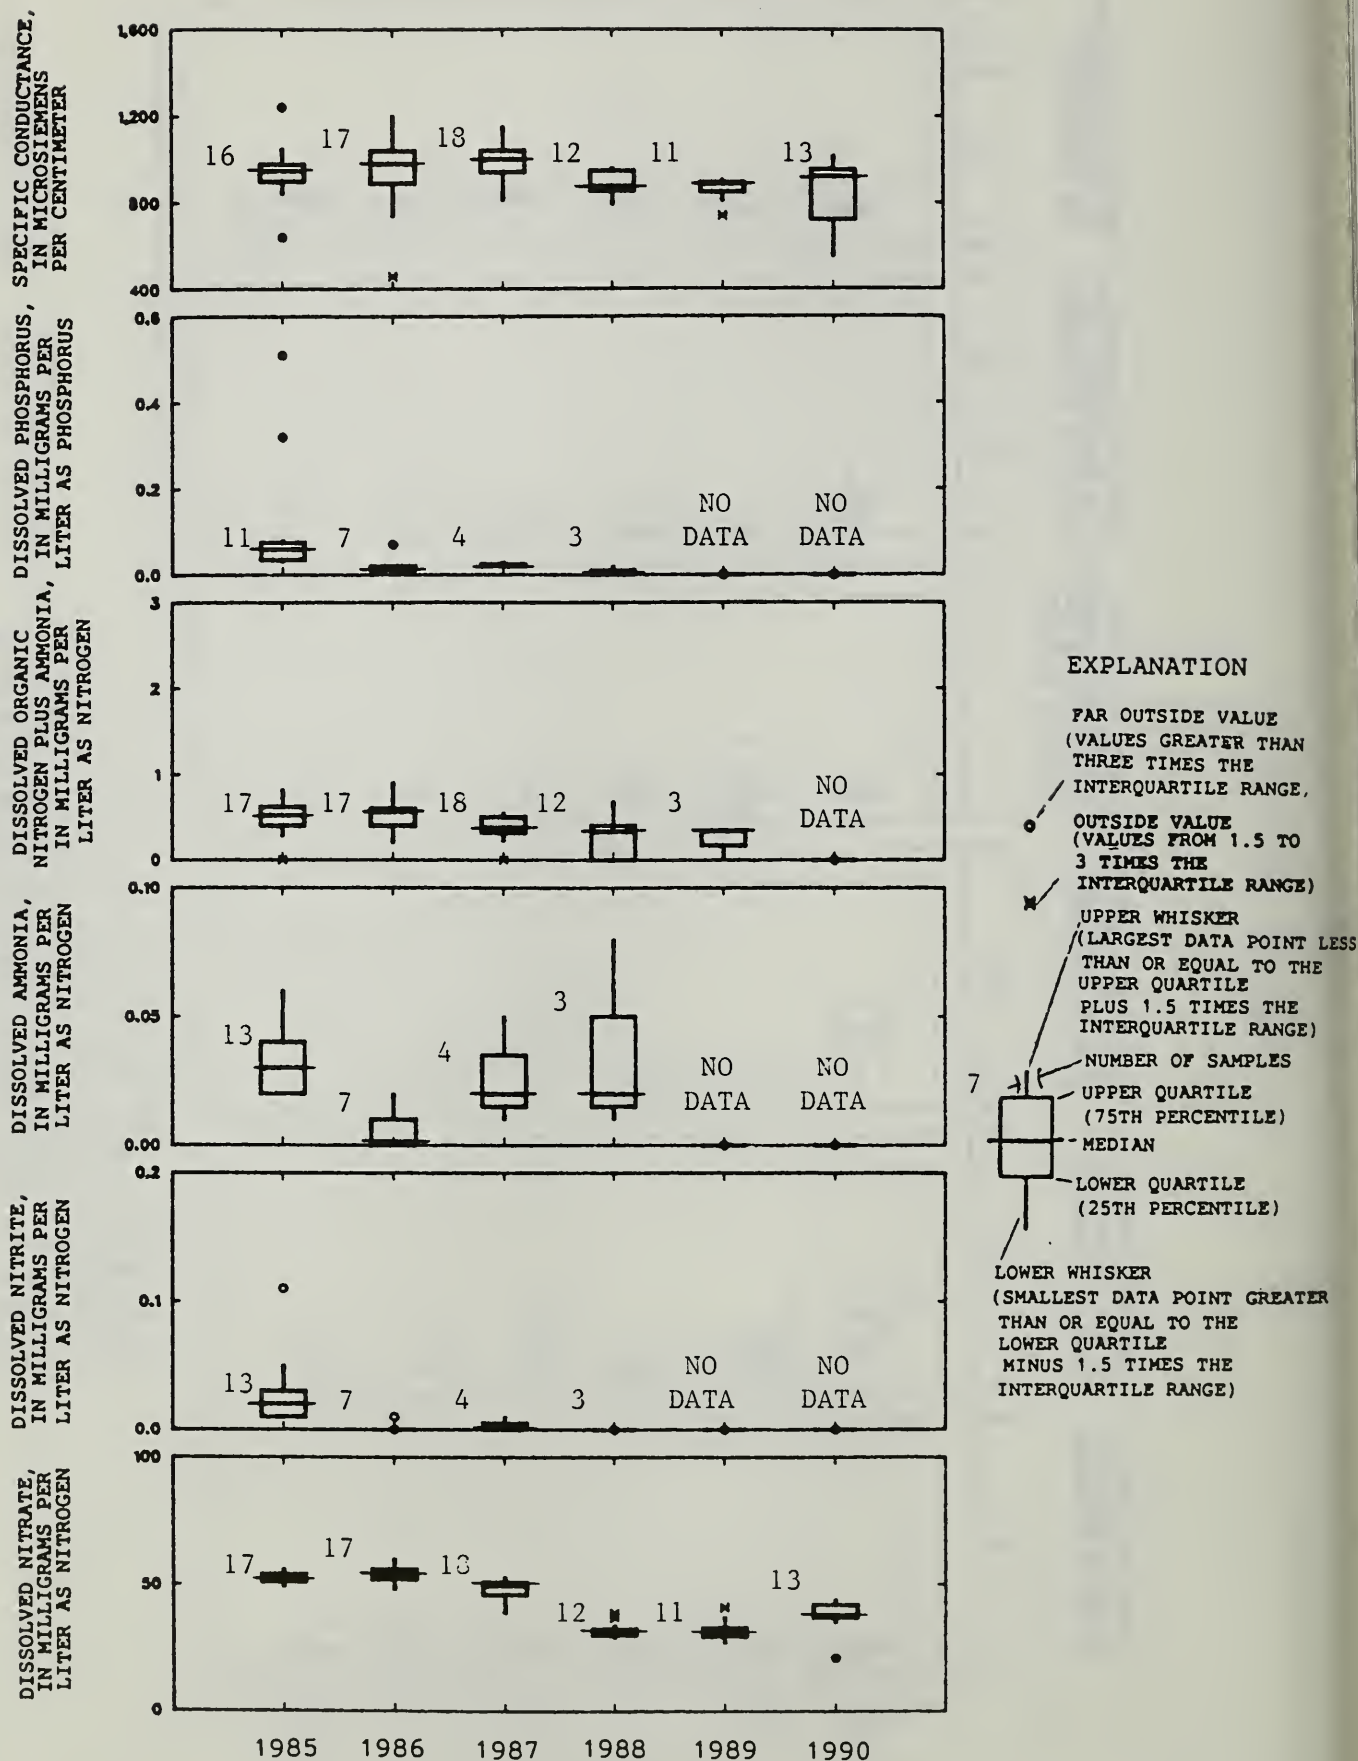 SPECIFIC CONDUCTANCE,
IN MICROSIEMENS
PER CENTIMETER
1,600
1,200
800
400
16
17
18
12
11
13
DISSOLVED PHOSPHORUS,
IN MILLIGRAMS PER
LITER AS PHOSPHORUS
0.6
0.4
0.2
0.0
11
7
4
3
NO
DATA
NO
DATA
DISSOLVED ORGANIC
NITROGEN PLUS AMMONIA,
IN MILLIGRAMS PER
LITER AS NITROGEN
3
2
1
0
17
17
18
12
3
NO
DATA
DISSOLVED AMMONIA,
IN MILLIGRAMS PER
LITER AS NITROGEN
0.10
0.05
0.00
13
7
4
3
NO
DATA
NO
DATA
DISSOLVED NITRITE,
IN MILLIGRAMS PER
LITER AS NITROGEN
0.2
0.1
0.0
13
7
4
3
NO
DATA
NO
DATA
DISSOLVED NITRATE,
IN MILLIGRAMS PER
LITER AS NITROGEN
100
50
0
17
17
18
12
11
13
1985 1986 1987 1988 1989 1990
EXPLANATION
FAR OUTSIDE VALUE
(VALUES GREATER THAN
THREE TIMES THE
INTERQUARTILE RANGE,
OUTSIDE VALUE
(VALUES FROM 1.5 TO
3 TIMES THE
INTERQUARTILE RANGE)
UPPER WHISKER
(LARGEST DATA POINT LESS
THAN OR EQUAL TO THE
UPPER QUARTILE
PLUS 1.5 TIMES THE
INTERQUARTILE RANGE)
7
NUMBER OF SAMPLES
UPPER QUARTILE
(75TH PERCENTILE)
MEDIAN
LOWER QUARTILE
(25TH PERCENTILE)
LOWER WHISKER
(SMALLEST DATA POINT GREATER
THAN OR EQUAL TO THE
LOWER QUARTILE
MINUS 1.5 TIMES THE
INTERQUARTILE RANGE)